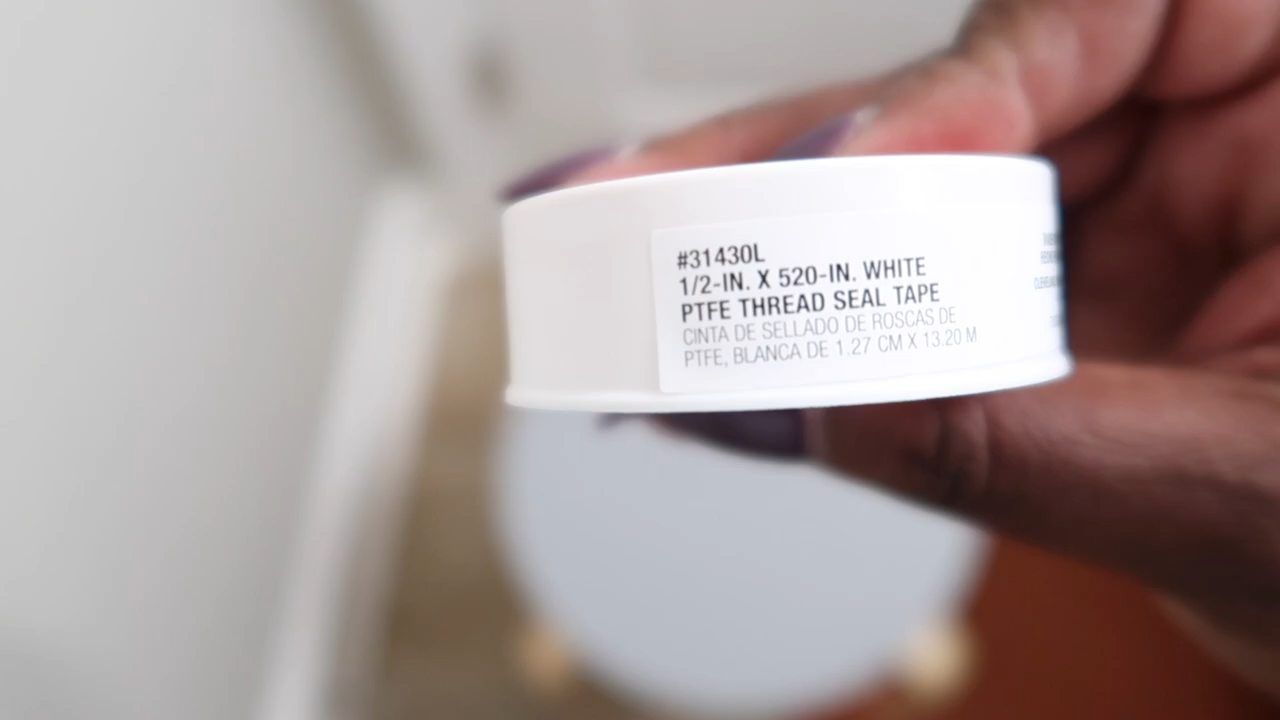 #31430L
1/2-IN. X 520-IN. WHITE
PTFE THREAD SEAL TAPE
CINTA DE SELLADO DE ROSCAS DE
PTFE, BLANCA DE 1.27 CM X 13.20 M